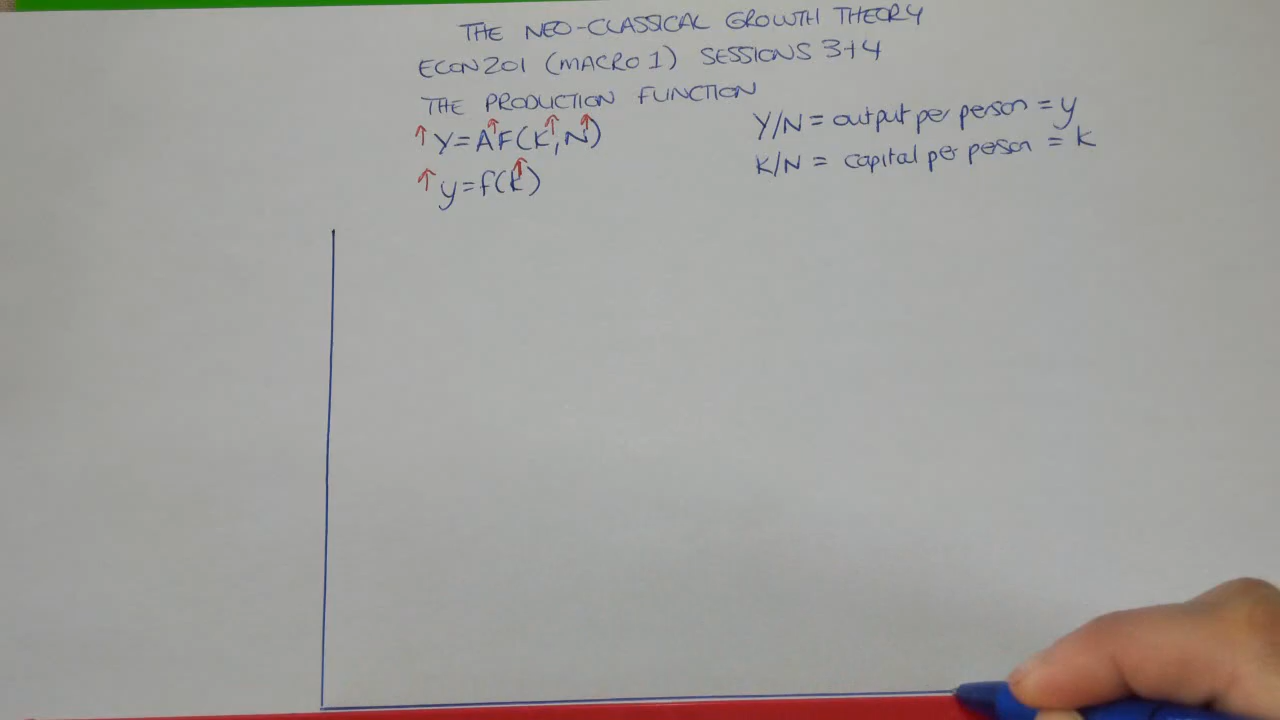 THE NEO-CLASSICAL GROWTH THEORY
ECON201 (MACRO 1) SESSIONS 3+4
THE PRODUCTION FUNCTION
↑ Y=A↑F(K↑,N↑)
↑ y=f(k↑)
Y/N = output per person = y
K/N = capital per person = k